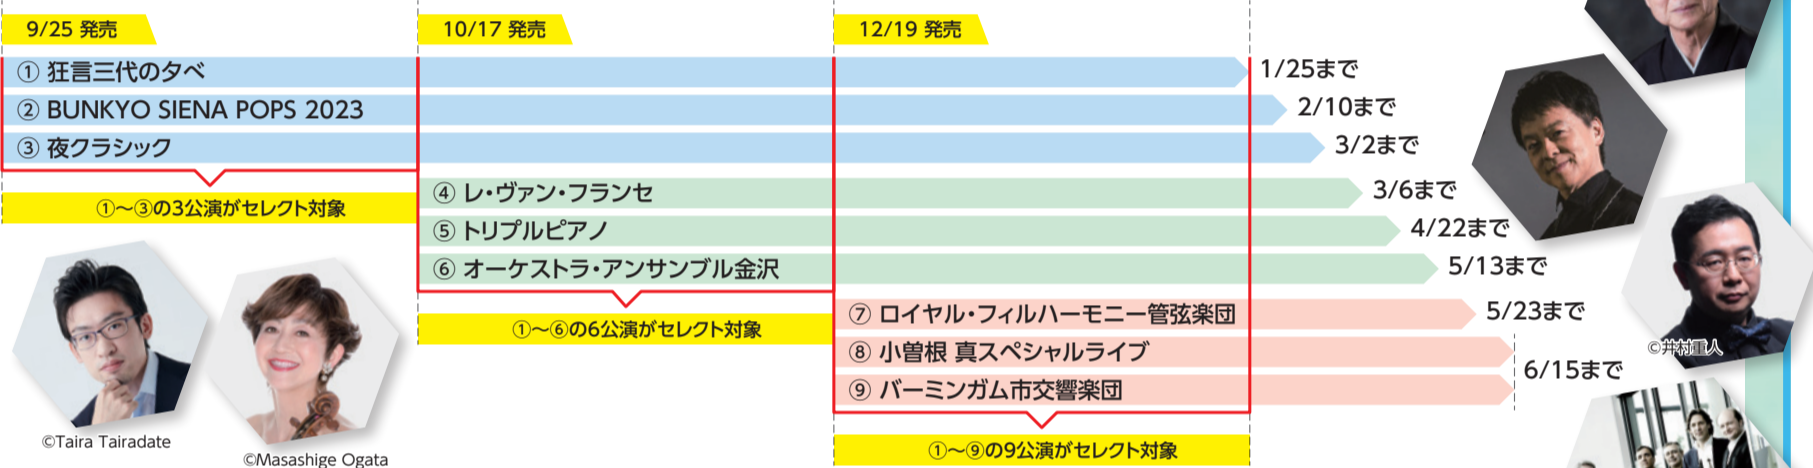 9/25 発売
10/17 発売
12/19 発売
① 狂言三代の夕べ
1/25まで
② BUNKYO SIENA POPS 2023
2/10まで
③ 夜クラシック
3/2まで
①～③の3公演がセレクト対象
④ レ・ヴァン・フランセ
3/6まで
⑤ トリプルピアノ
4/22まで
⑥ オーケストラ・アンサンブル金沢
5/13まで
①～⑥の6公演がセレクト対象
⑦ ロイヤル・フィルハーモニー管弦楽団
5/23まで
⑧ 小曽根 真スペシャルライブ
⑨ バーミンガム市交響楽団
6/15まで
①～⑨の9公演がセレクト対象
©Taira Tairadate
©Masashige Ogata
©井村重人